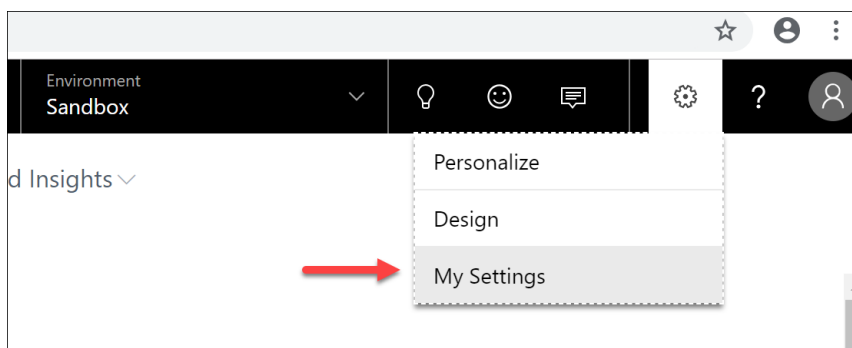 Environment
Sandbox
?
d Insights
Personalize
Design
My Settings